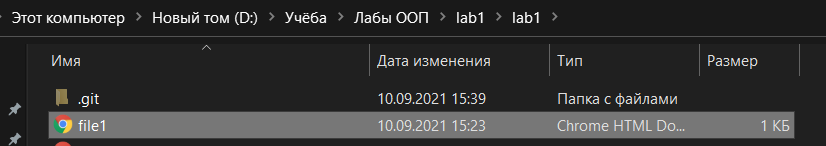 Этот компьютер > Новый том (D:) > Учёба > Лабы ООП > lab1 > lab1 >
Имя Дата изменения Тип Размер
.git 10.09.2021 15:39 Папка с файлами
file1 10.09.2021 15:23 Chrome HTML Do... 1 КБ